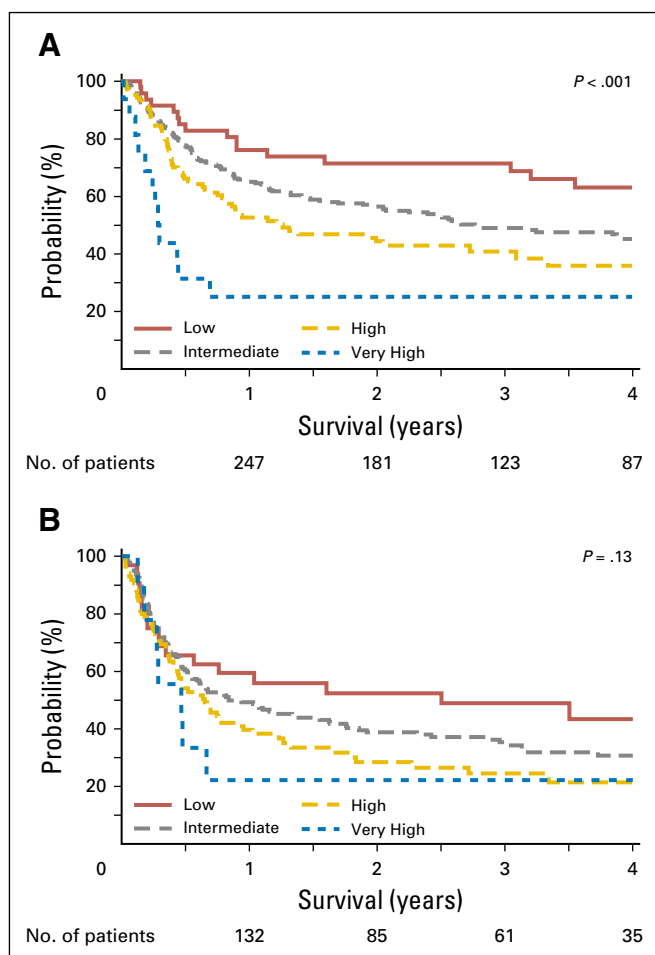 A
100
P < .001
80
60
40
20
Probability (%)
Low
High
Intermediate
Very High
0
1
2
3
4
Survival (years)
No. of patients
247
181
123
87
B
100
P = .13
80
60
40
20
Probability (%)
Low
High
Intermediate
Very High
0
1
2
3
4
Survival (years)
No. of patients
132
85
61
35